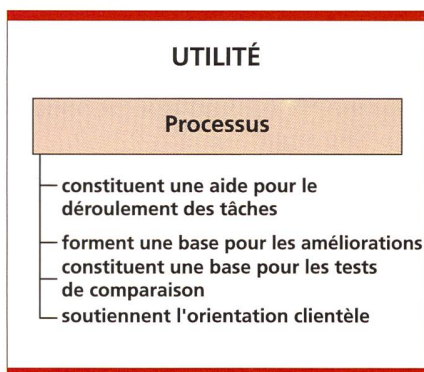 UTILITÉ
Processus
constituent une aide pour le
déroulement des tâches
forment une base pour les améliorations
constituent une base pour les tests
de comparaison
soutiennent l'orientation clientèle